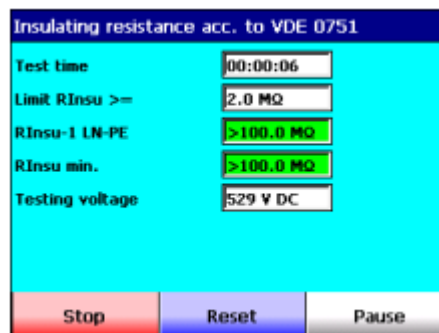 Insulating resistance acc. to VDE 0751
Test time 00:00:06
Limit RInsu >= 2.0 MΩ
RInsu-1 LN-PE >100.0 MΩ
RInsu min. >100.0 MΩ
Testing voltage 529 V DC
Stop Reset Pause